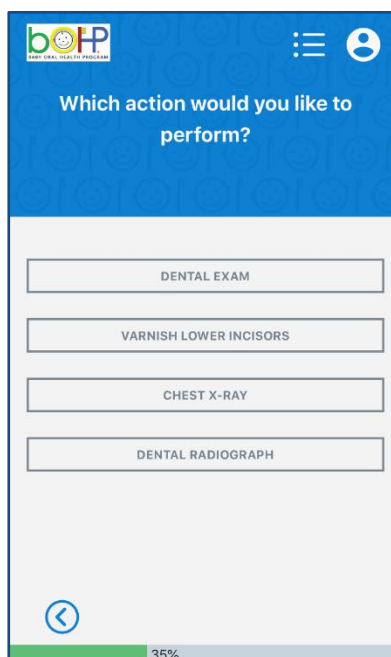 bOHP
BABY ORAL HEALTH PROGRAM
Which action would you like to
perform?
DENTAL EXAM
VARNISH LOWER INCISORS
CHEST X-RAY
DENTAL RADIOGRAPH
35%